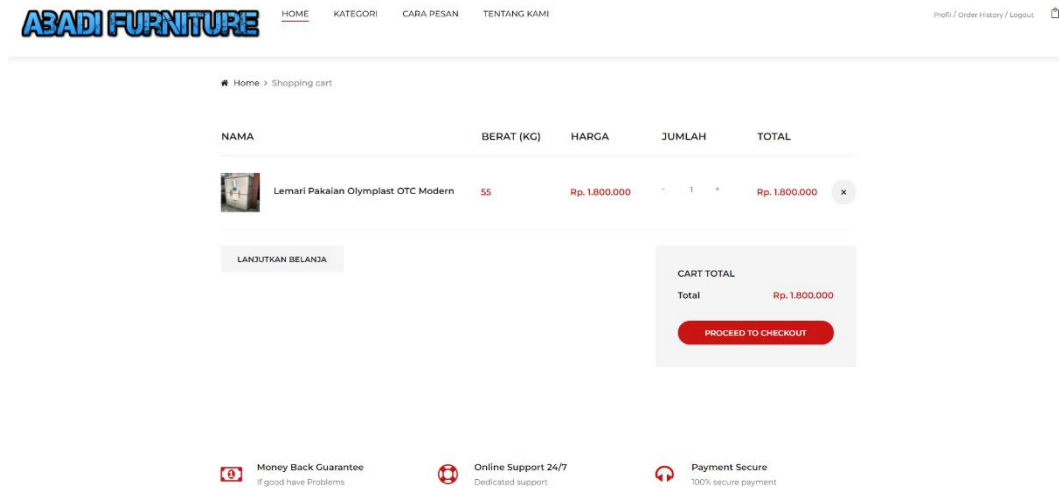 ABADI FURNITURE
HOME KATEGORI CARA PESAN TENTANG KAMI
Profil / Order History / Logout
Home > Shopping cart
NAMA BERAT (KG) HARGA JUMLAH TOTAL
Lemari Pakaian Olymplast OTC Modern 55 Rp. 1.800.000 - 1 + Rp. 1.800.000 ×
LANJUTKAN BELANJA
CART TOTAL
Total Rp. 1.800.000
PROCEED TO CHECKOUT
Money Back Guarantee
If good have Problems
Online Support 24/7
Dedicated support
Payment Secure
100% secure payment